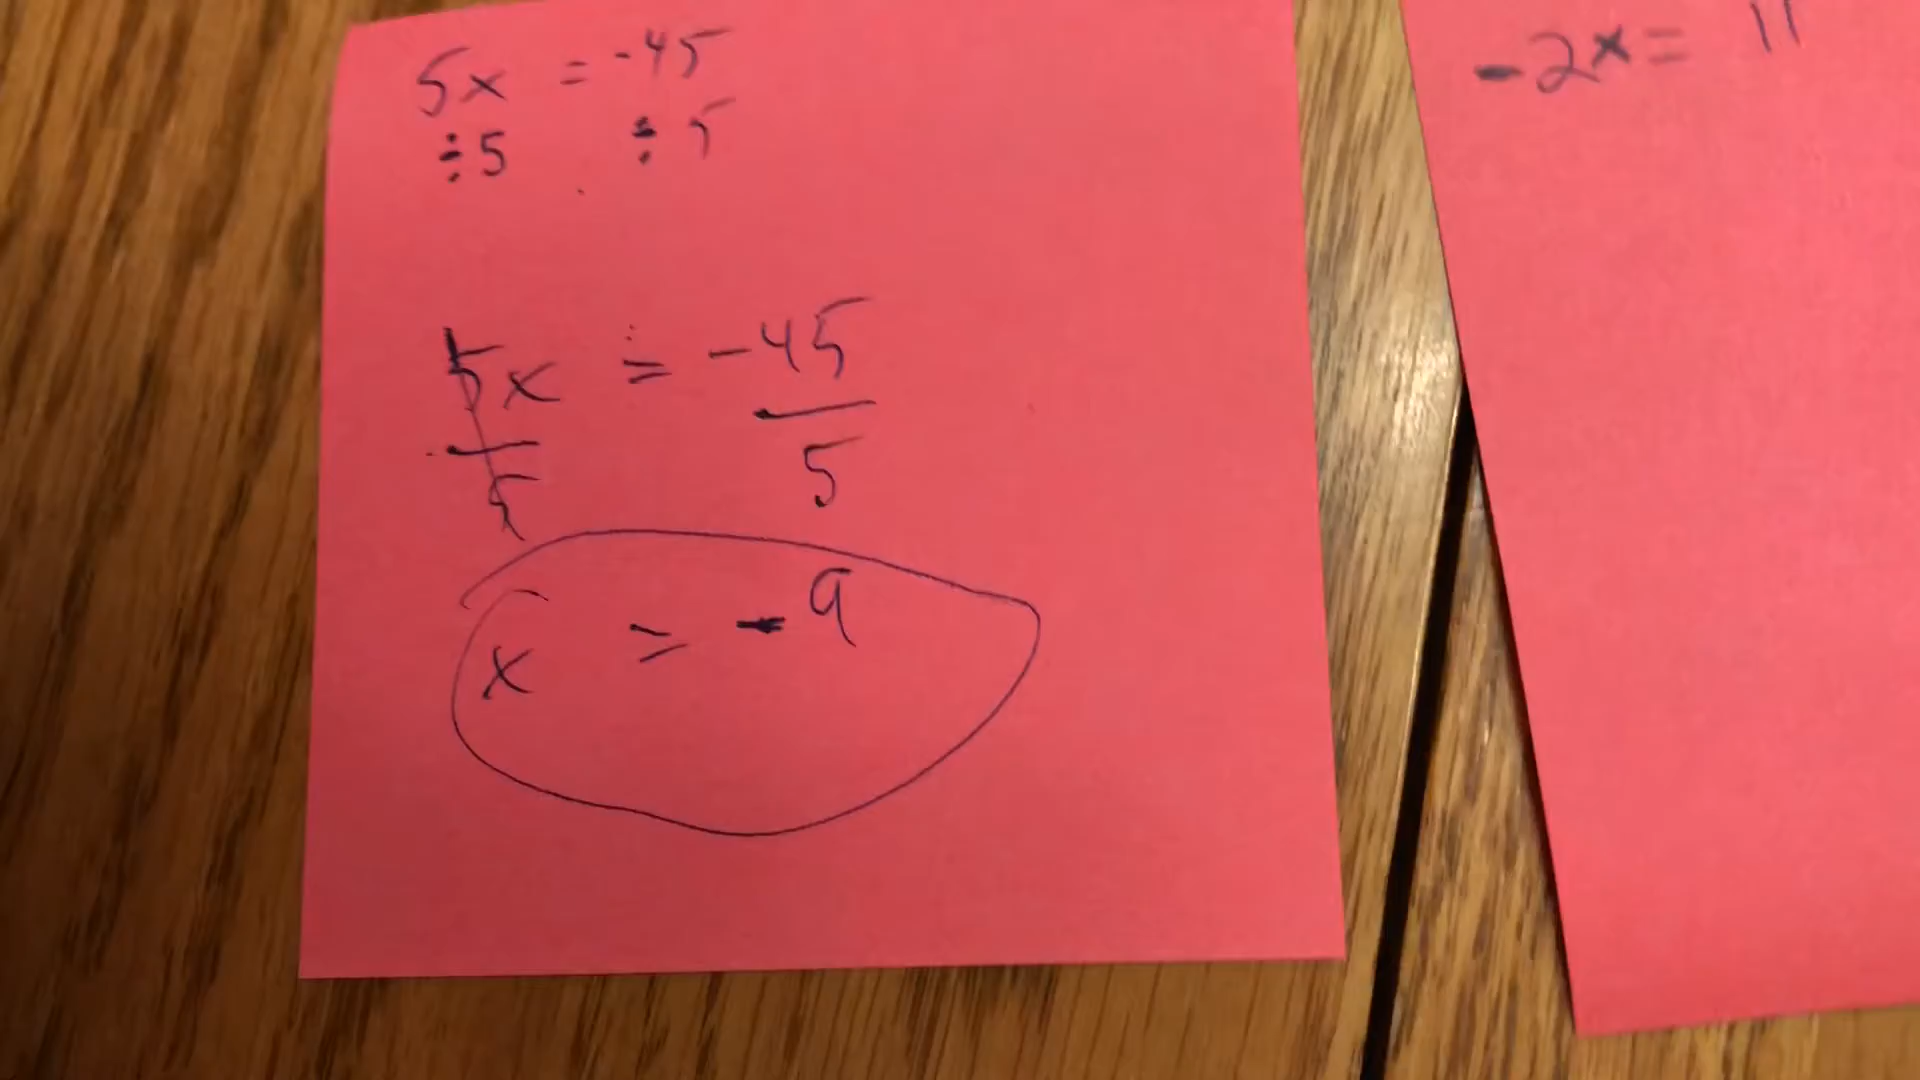 5x = -45
÷5 ÷5
5x = -45
5 5
x = -9
-2x = 11